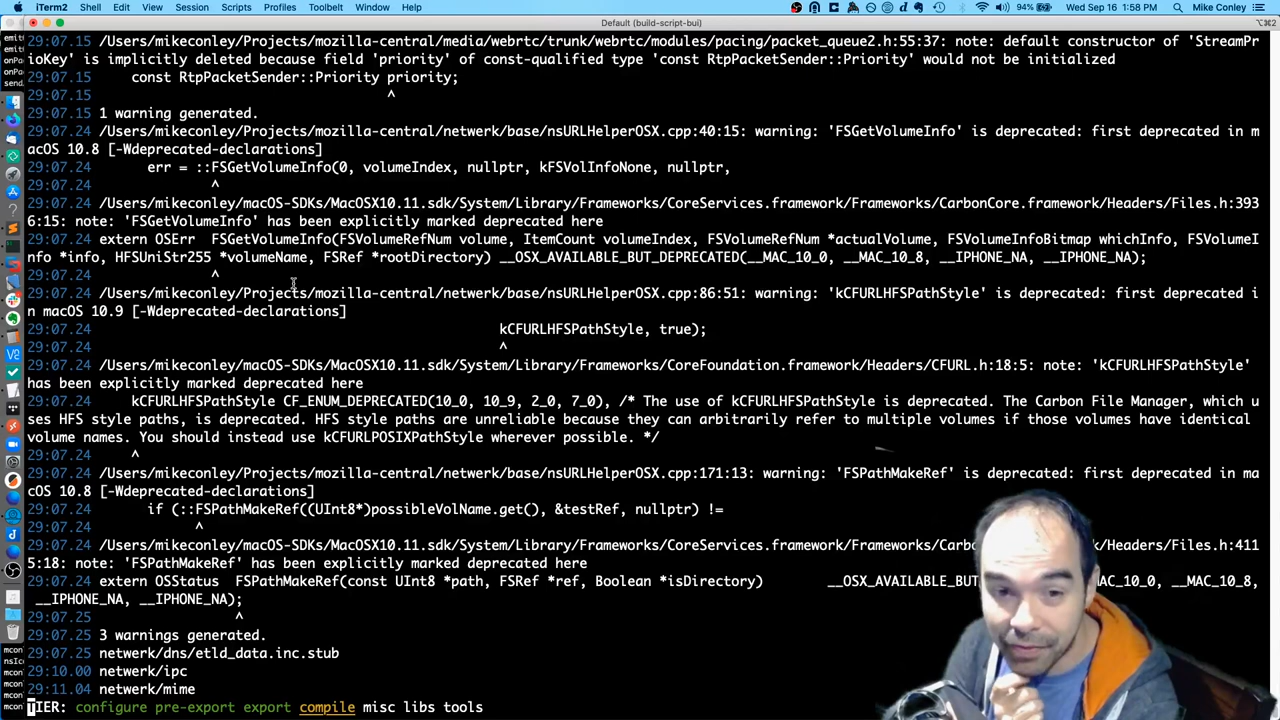 iTerm2 Shell Edit View Session Scripts Profiles Toolbelt Window Help 94% Wed Sep 16 1:58 PM Mike Conley
Default (build-script-bui) ⌥⌘2
29:07.15 /Users/mikeconley/Projects/mozilla-central/media/webrtc/trunk/webrtc/modules/pacing/packet_queue2.h:55:37: note: default constructor of 'StreamPr
ioKey' is implicitly deleted because field 'priority' of const-qualified type 'const RtpPacketSender::Priority' would not be initialized
29:07.15 const RtpPacketSender::Priority priority;
29:07.15 ^
29:07.15 1 warning generated.
29:07.24 /Users/mikeconley/Projects/mozilla-central/netwerk/base/nsURLHelperOSX.cpp:40:15: warning: 'FSGetVolumeInfo' is deprecated: first deprecated in m
acOS 10.8 [-Wdeprecated-declarations]
29:07.24 err = ::FSGetVolumeInfo(0, volumeIndex, nullptr, kFSVolInfoNone, nullptr,
29:07.24 ^
29:07.24 /Users/mikeconley/macOS-SDKs/MacOSX10.11.sdk/System/Library/Frameworks/CoreServices.framework/Frameworks/CarbonCore.framework/Headers/Files.h:393
6:15: note: 'FSGetVolumeInfo' has been explicitly marked deprecated here
29:07.24 extern OSErr FSGetVolumeInfo(FSVolumeRefNum volume, ItemCount volumeIndex, FSVolumeRefNum *actualVolume, FSVolumeInfoBitmap whichInfo, FSVolumeI
nfo *info, HFSUniStr255 *volumeName, FSRef *rootDirectory) __OSX_AVAILABLE_BUT_DEPRECATED(__MAC_10_0, __MAC_10_8, __IPHONE_NA, __IPHONE_NA);
29:07.24 ^
29:07.24 /Users/mikeconley/Projects/mozilla-central/netwerk/base/nsURLHelperOSX.cpp:86:51: warning: 'kCFURLHFSPathStyle' is deprecated: first deprecated i
n macOS 10.9 [-Wdeprecated-declarations]
29:07.24 kCFURLHFSPathStyle, true);
29:07.24 ^
29:07.24 /Users/mikeconley/macOS-SDKs/MacOSX10.11.sdk/System/Library/Frameworks/CoreFoundation.framework/Headers/CFURL.h:18:5: note: 'kCFURLHFSPathStyle'
has been explicitly marked deprecated here
29:07.24 kCFURLHFSPathStyle CF_ENUM_DEPRECATED(10_0, 10_9, 2_0, 7_0), /* The use of kCFURLHFSPathStyle is deprecated. The Carbon File Manager, which u
ses HFS style paths, is deprecated. HFS style paths are unreliable because they can arbitrarily refer to multiple volumes if those volumes have identical
volume names. You should instead use kCFURLPOSIXPathStyle wherever possible. */
29:07.24 ^
29:07.24 /Users/mikeconley/Projects/mozilla-central/netwerk/base/nsURLHelperOSX.cpp:171:13: warning: 'FSPathMakeRef' is deprecated: first deprecated in ma
cOS 10.8 [-Wdeprecated-declarations]
29:07.24 if (::FSPathMakeRef((UInt8*)possibleVolName.get(), &testRef, nullptr) !=
29:07.24 ^
29:07.24 /Users/mikeconley/macOS-SDKs/MacOSX10.11.sdk/System/Library/Frameworks/CoreServices.framework/Frameworks/Carbo k/Headers/Files.h:411
5:18: note: 'FSPathMakeRef' has been explicitly marked deprecated here
29:07.24 extern OSStatus FSPathMakeRef(const UInt8 *path, FSRef *ref, Boolean *isDirectory) __OSX_AVAILABLE_BU MAC_10_0, __MAC_10_8,
__IPHONE_NA, __IPHONE_NA);
29:07.25 ^
29:07.25 3 warnings generated.
29:07.25 netwerk/dns/etld_data.inc.stub
29:10.00 netwerk/ipc
29:11.04 netwerk/mime
TIER: configure pre-export export compile misc libs tools